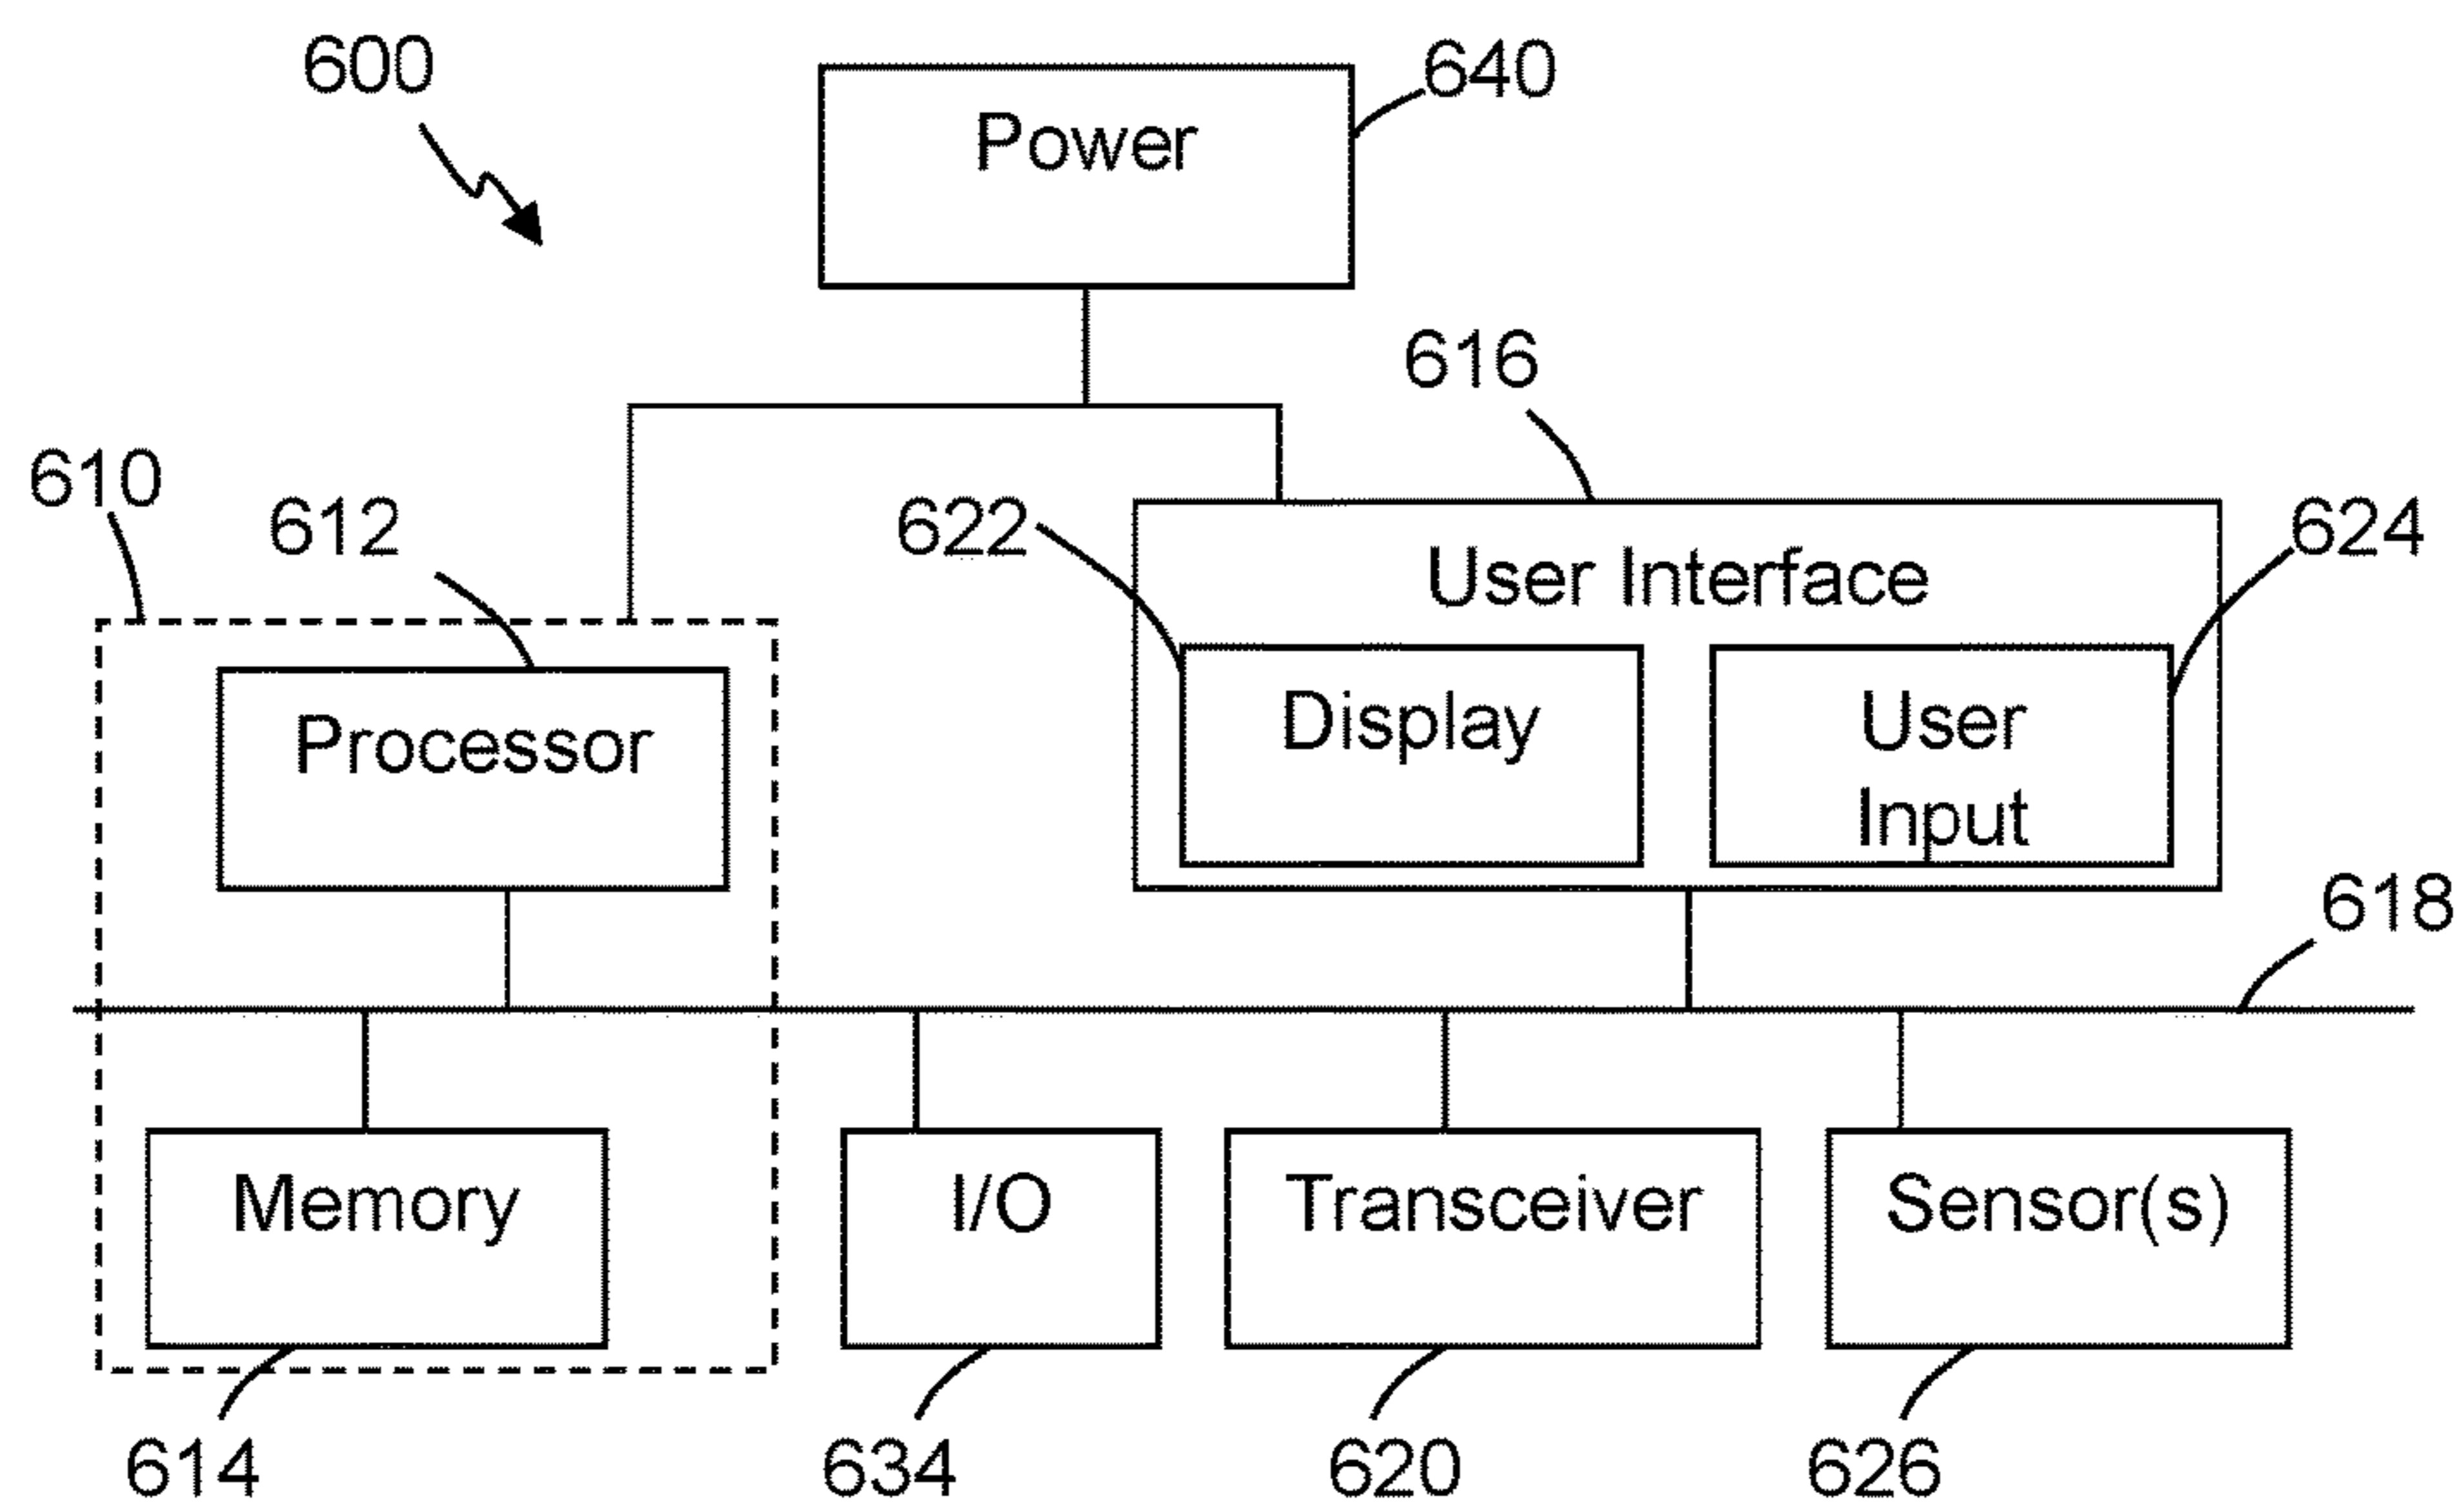 600
Power
640
616
610
612
622
User Interface
624
Processor
Display
User
Input
618
Memory
I/O
Transceiver
Sensor(s)
614
634
620
626